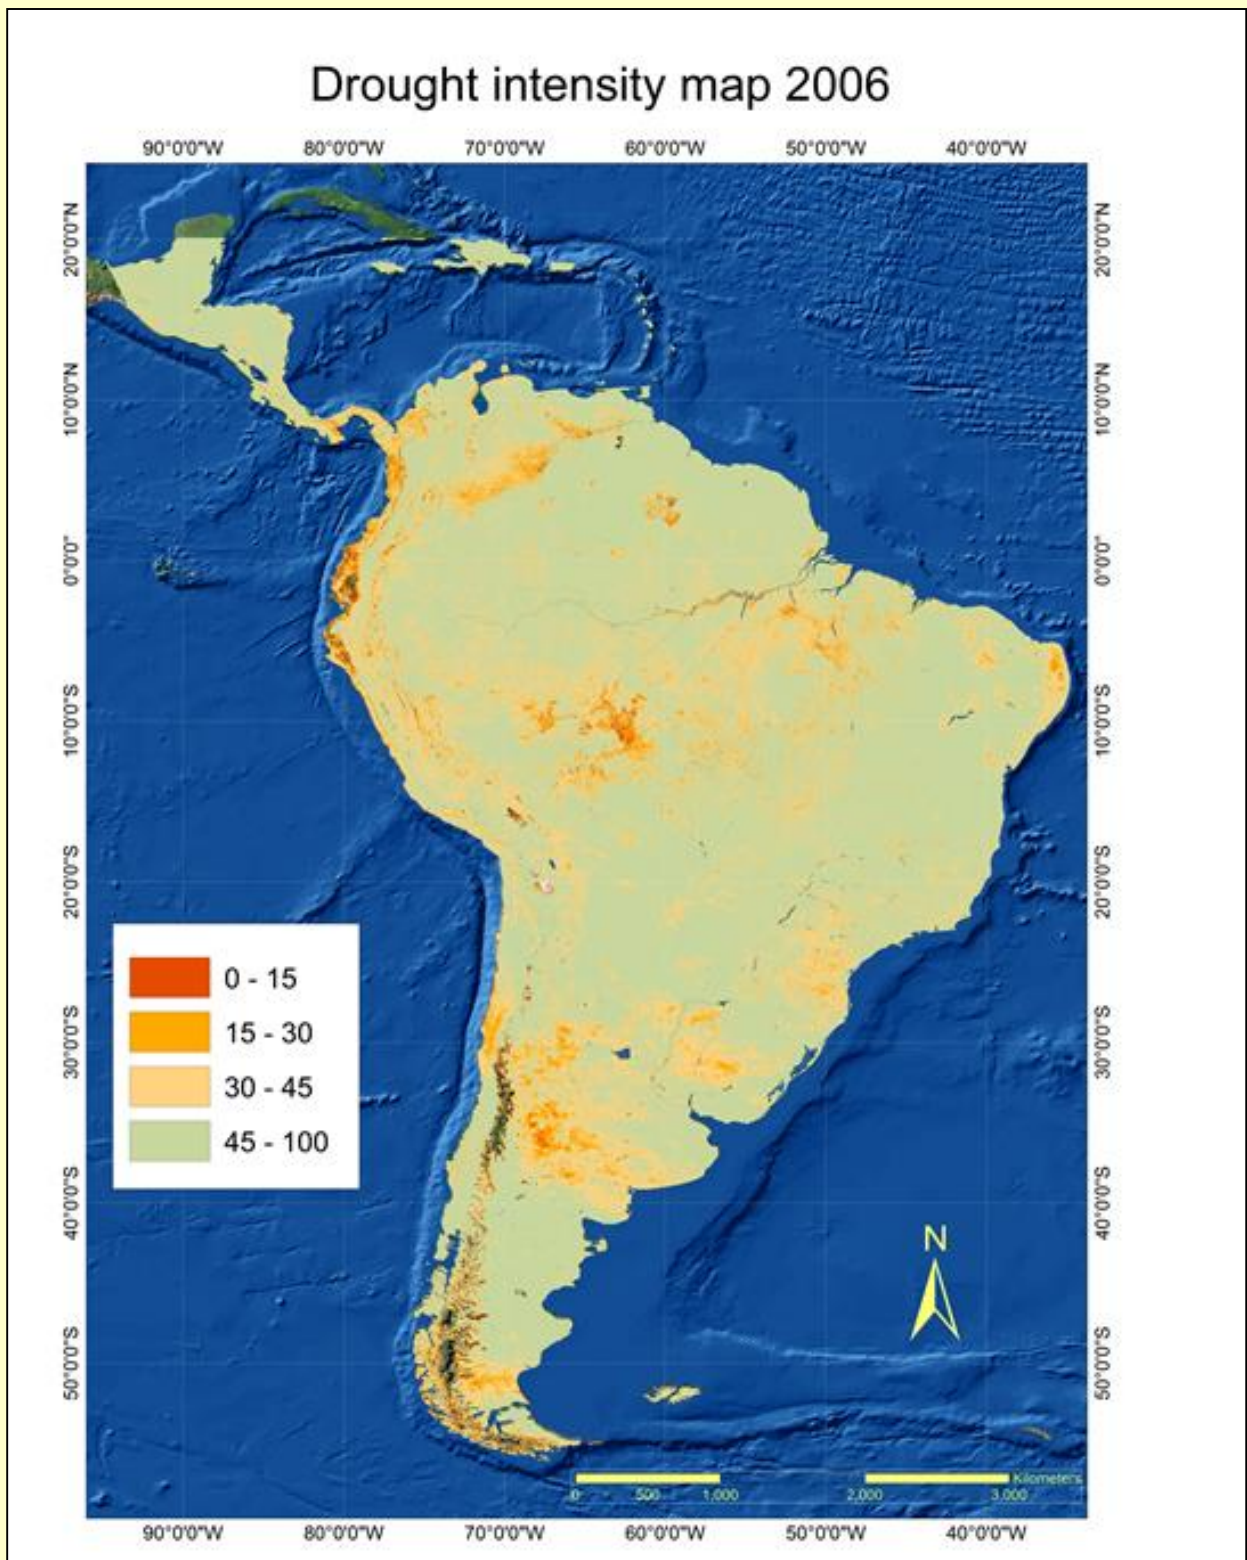 Drought intensity map 2006
90°0'0"W 80°0'0"W 70°0'0"W 60°0'0"W 50°0'0"W 40°0'0"W
20°0'0"N 20°0'0"N
10°0'0"N 10°0'0"N
0°0'0" 0°0'0"
10°0'0"S 10°0'0"S
20°0'0"S 20°0'0"S
0 - 15
15 - 30
30°0'0"S 30°0'0"S
30 - 45
45 - 100
40°0'0"S 40°0'0"S
N
50°0'0"S 50°0'0"S
Kilometers
0 500 1,000 2,000 3,000
90°0'0"W 80°0'0"W 70°0'0"W 60°0'0"W 50°0'0"W 40°0'0"W